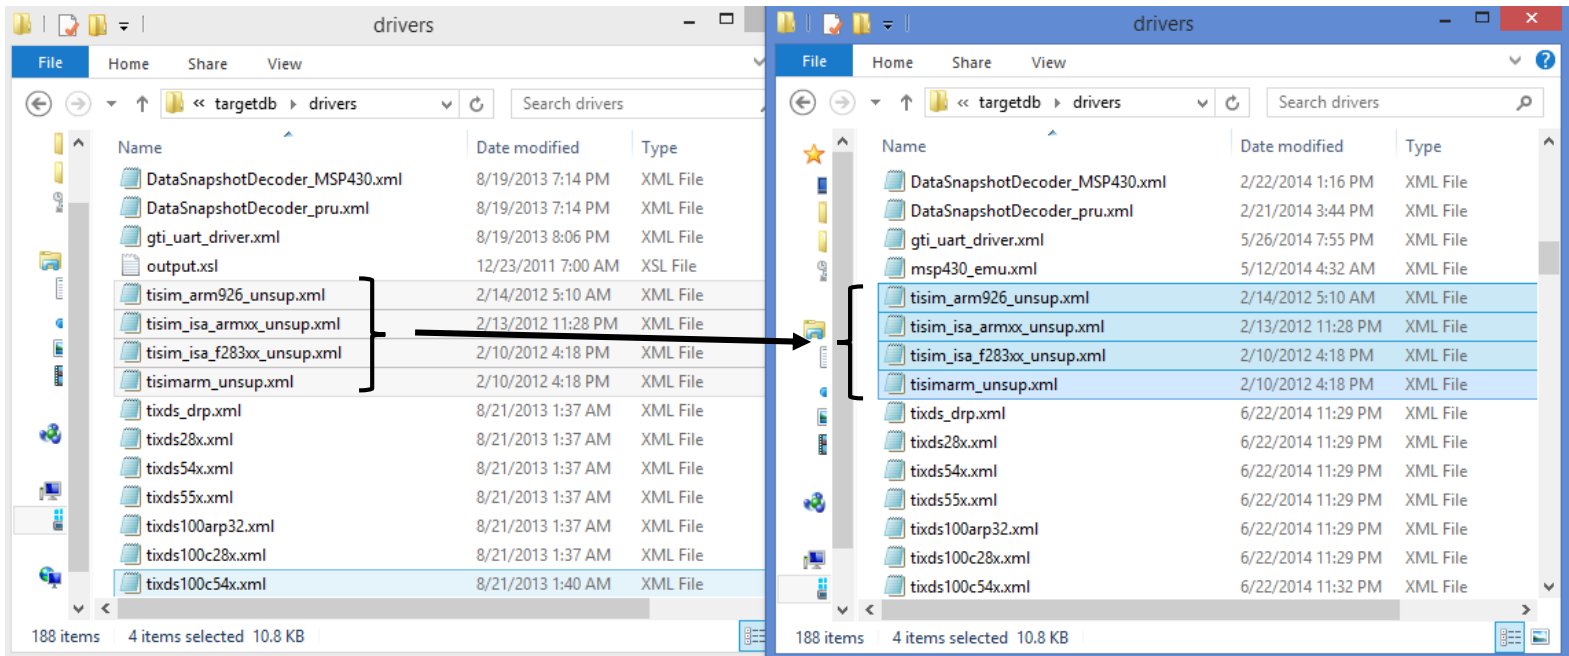 drivers
File Home Share View
« targetdb drivers Search drivers
Name Date modified Type
DataSnapshotDecoder_MSP430.xml 8/19/2013 7:14 PM XML File
DataSnapshotDecoder_pru.xml 8/19/2013 7:14 PM XML File
gti_uart_driver.xml 8/19/2013 8:06 PM XML File
output.xsl 12/23/2011 7:00 AM XSL File
tisim_arm926_unsup.xml 2/14/2012 5:10 AM XML File
tisim_isa_armxx_unsup.xml 2/13/2012 11:28 PM XML File
tisim_isa_f283xx_unsup.xml 2/10/2012 4:18 PM XML File
tisimarm_unsup.xml 2/10/2012 4:18 PM XML File
tixds_drp.xml 8/21/2013 1:37 AM XML File
tixds28x.xml 8/21/2013 1:37 AM XML File
tixds54x.xml 8/21/2013 1:37 AM XML File
tixds55x.xml 8/21/2013 1:37 AM XML File
tixds100arp32.xml 8/21/2013 1:37 AM XML File
tixds100c28x.xml 8/21/2013 1:37 AM XML File
tixds100c54x.xml 8/21/2013 1:40 AM XML File
188 items 4 items selected 10.8 KB
drivers
File Home Share View
« targetdb drivers Search drivers
Name Date modified Type
DataSnapshotDecoder_MSP430.xml 2/22/2014 1:16 PM XML File
DataSnapshotDecoder_pru.xml 2/21/2014 3:44 PM XML File
gti_uart_driver.xml 5/26/2014 7:55 PM XML File
msp430_emu.xml 5/12/2014 4:32 AM XML File
tisim_arm926_unsup.xml 2/14/2012 5:10 AM XML File
tisim_isa_armxx_unsup.xml 2/13/2012 11:28 PM XML File
tisim_isa_f283xx_unsup.xml 2/10/2012 4:18 PM XML File
tisimarm_unsup.xml 2/10/2012 4:18 PM XML File
tixds_drp.xml 6/22/2014 11:29 PM XML File
tixds28x.xml 6/22/2014 11:29 PM XML File
tixds54x.xml 6/22/2014 11:29 PM XML File
tixds55x.xml 6/22/2014 11:29 PM XML File
tixds100arp32.xml 6/22/2014 11:29 PM XML File
tixds100c28x.xml 6/22/2014 11:29 PM XML File
tixds100c54x.xml 6/22/2014 11:32 PM XML File
188 items 4 items selected 10.8 KB